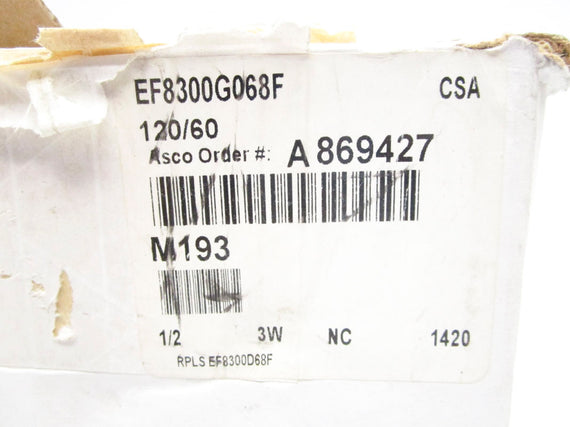 EF8300G068F CSA
120/60
Asco Order #: A 869427
M193
1/2 3W NC 1420
RPLS EF8300D68F